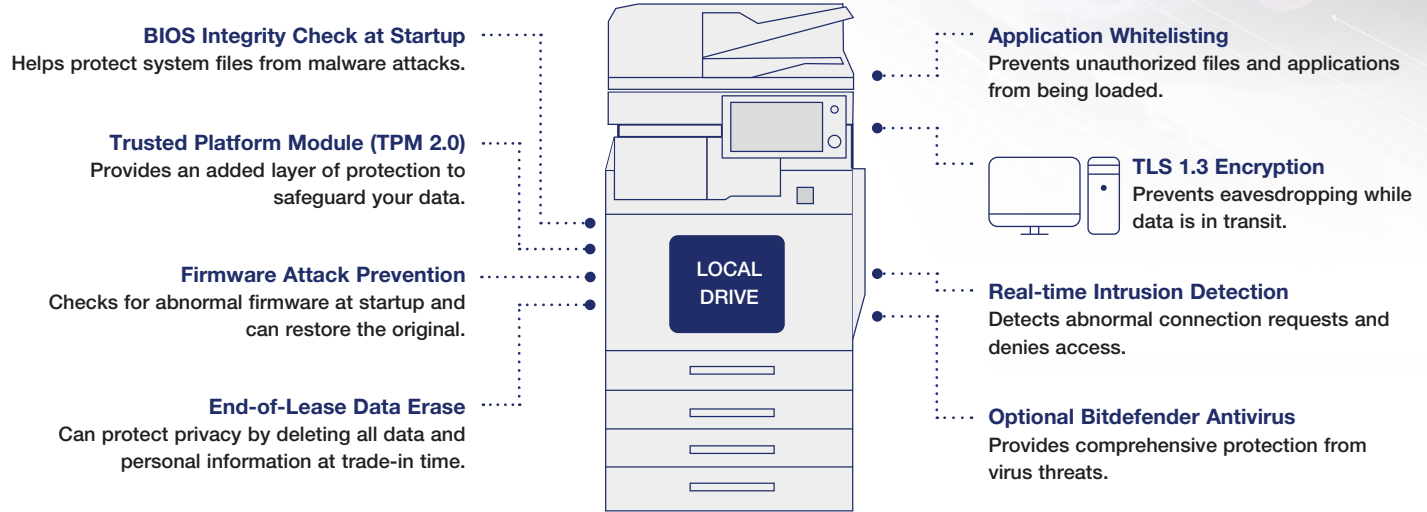 BIOS Integrity Check at Startup
Helps protect system files from malware attacks.
Trusted Platform Module (TPM 2.0)
Provides an added layer of protection to
safeguard your data.
Firmware Attack Prevention
Checks for abnormal firmware at startup and
can restore the original.
End-of-Lease Data Erase
Can protect privacy by deleting all data and
personal information at trade-in time.
LOCAL
DRIVE
Application Whitelisting
Prevents unauthorized files and applications
from being loaded.
TLS 1.3 Encryption
Prevents eavesdropping while
data is in transit.
Real-time Intrusion Detection
Detects abnormal connection requests and
denies access.
Optional Bitdefender Antivirus
Provides comprehensive protection from
virus threats.